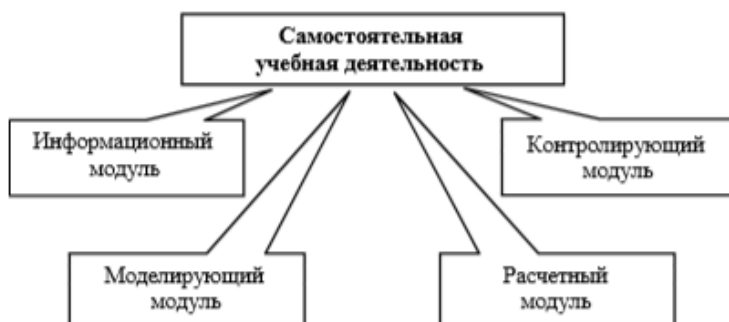 Самостоятельная
учебная деятельность
Информационный
модуль
Контролирующий
модуль
Моделирующий
модуль
Расчетный
модуль